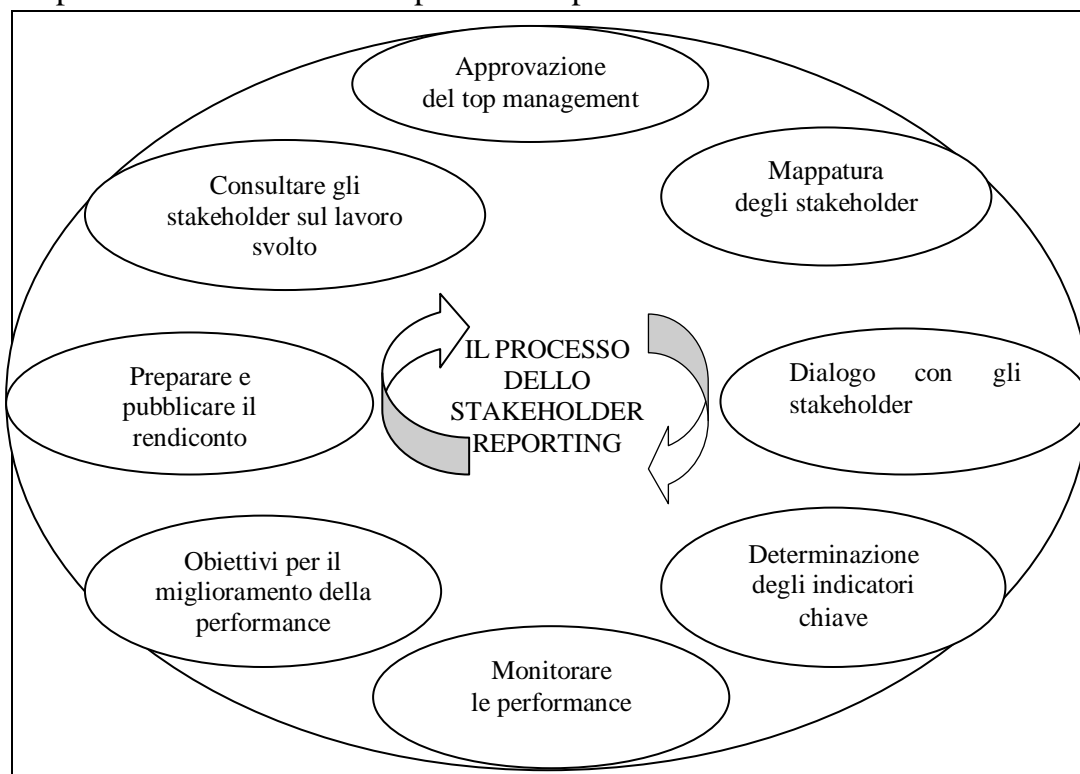 Approvazione
del top management
Mappatura
degli stakeholder
Dialogo con gli
stakeholder
Determinazione
degli indicatori
chiave
Monitorare
le performance
Obiettivi per il
miglioramento della
performance
Preparare e
pubblicare il
rendiconto
Consultare gli
stakeholder sul lavoro
svolto
IL PROCESSO
DELLO
STAKEHOLDER
REPORTING